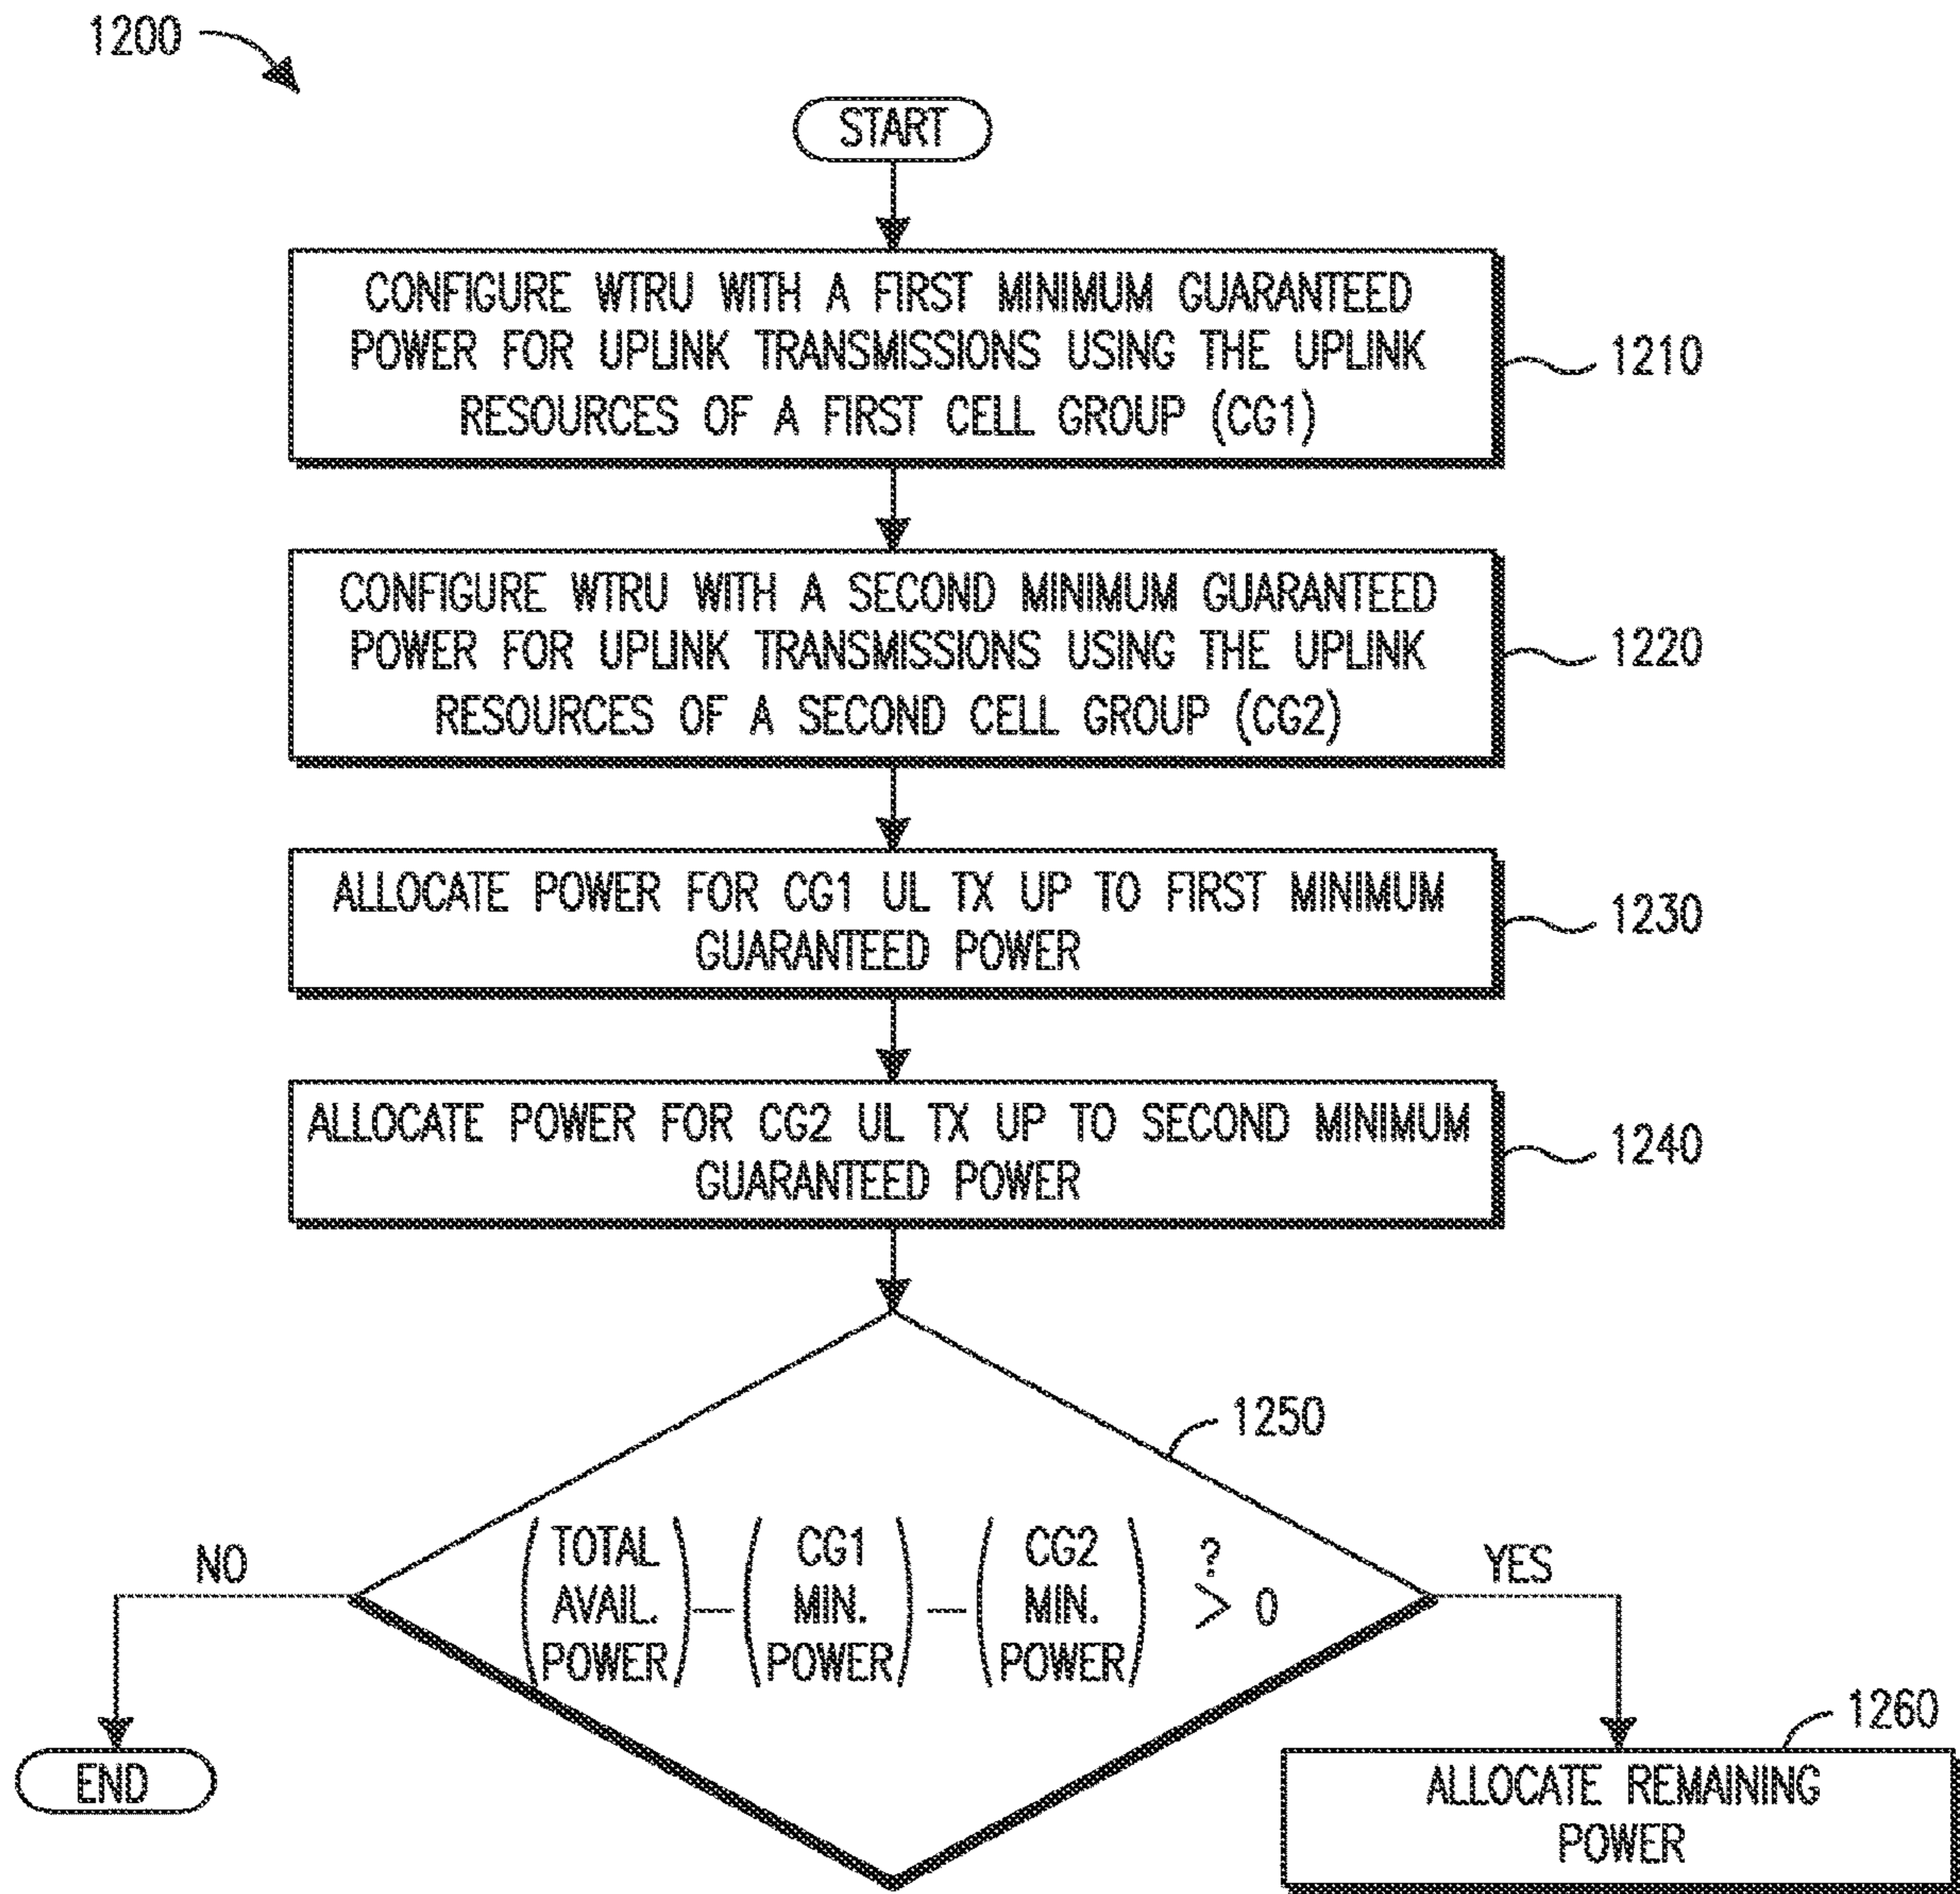 1200
START
CONFIGURE WTRU WITH A FIRST MINIMUM GUARANTEED
POWER FOR UPLINK TRANSMISSIONS USING THE UPLINK
RESOURCES OF A FIRST CELL GROUP (CG1)
1210
CONFIGURE WTRU WITH A SECOND MINIMUM GUARANTEED
POWER FOR UPLINK TRANSMISSIONS USING THE UPLINK
RESOURCES OF A SECOND CELL GROUP (CG2)
1220
ALLOCATE POWER FOR CG1 UL TX UP TO FIRST MINIMUM
GUARANTEED POWER
1230
ALLOCATE POWER FOR CG2 UL TX UP TO SECOND MINIMUM
GUARANTEED POWER
1240
1250
(TOTAL AVAIL. POWER) — (CG1 MIN. POWER) — (CG2 MIN. POWER) ? > 0
NO
YES
END
1260
ALLOCATE REMAINING
POWER